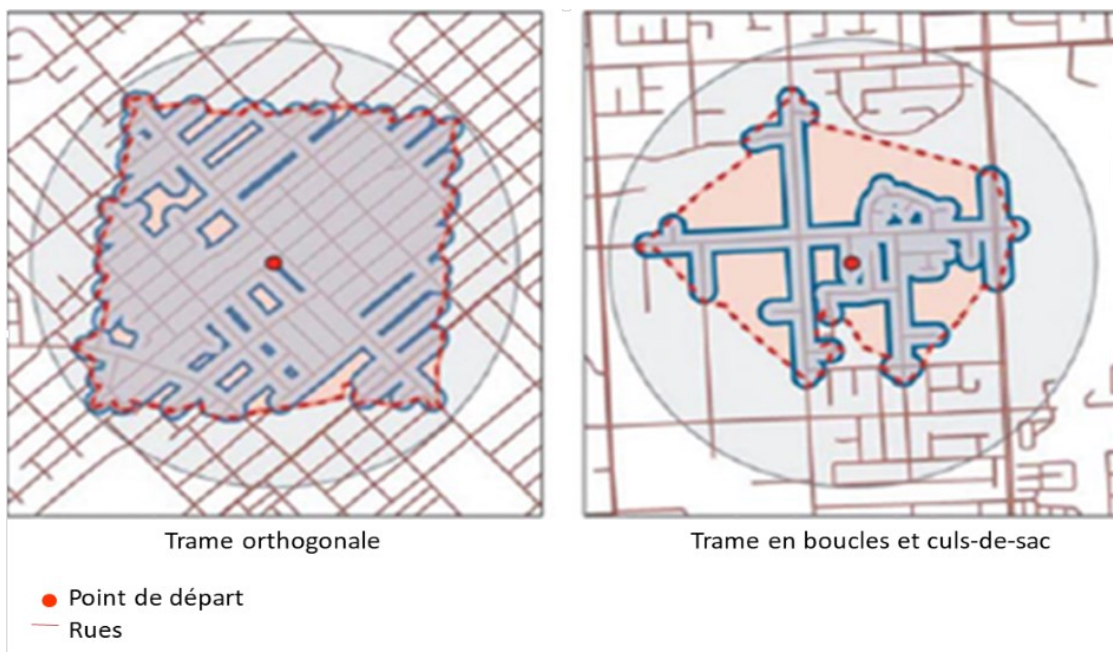 Trame orthogonale
Trame en boucles et culs-de-sac
Point de départ
Rues